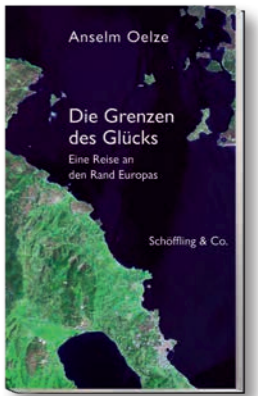 Anselm Oelze
Die Grenzen
des Glücks
Eine Reise an
den Rand Europas
Schöffling & Co.